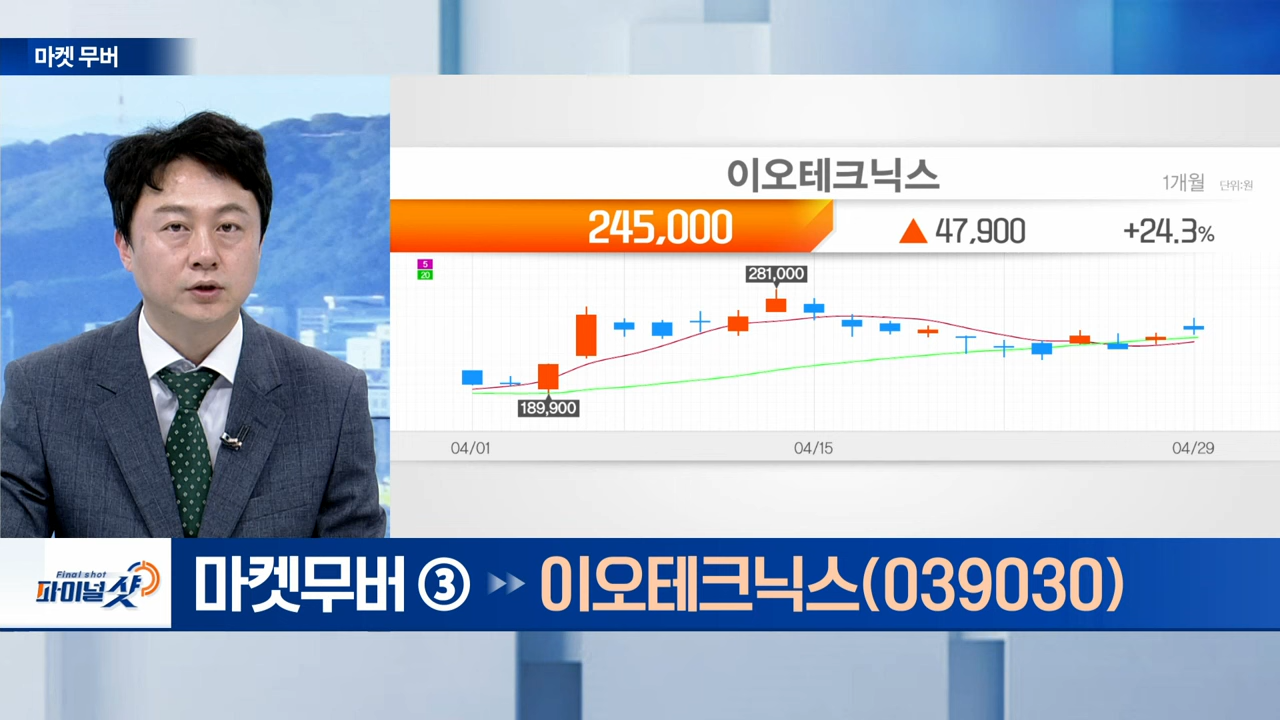 마켓 무버
이오테크닉스
1개월 단위:원
245,000 ▲ 47,900 +24.3%
5
20
281,000
189,900
04/01 04/15 04/29
Final shot
파이널샷
마켓무버 ③ 이오테크닉스(039030)